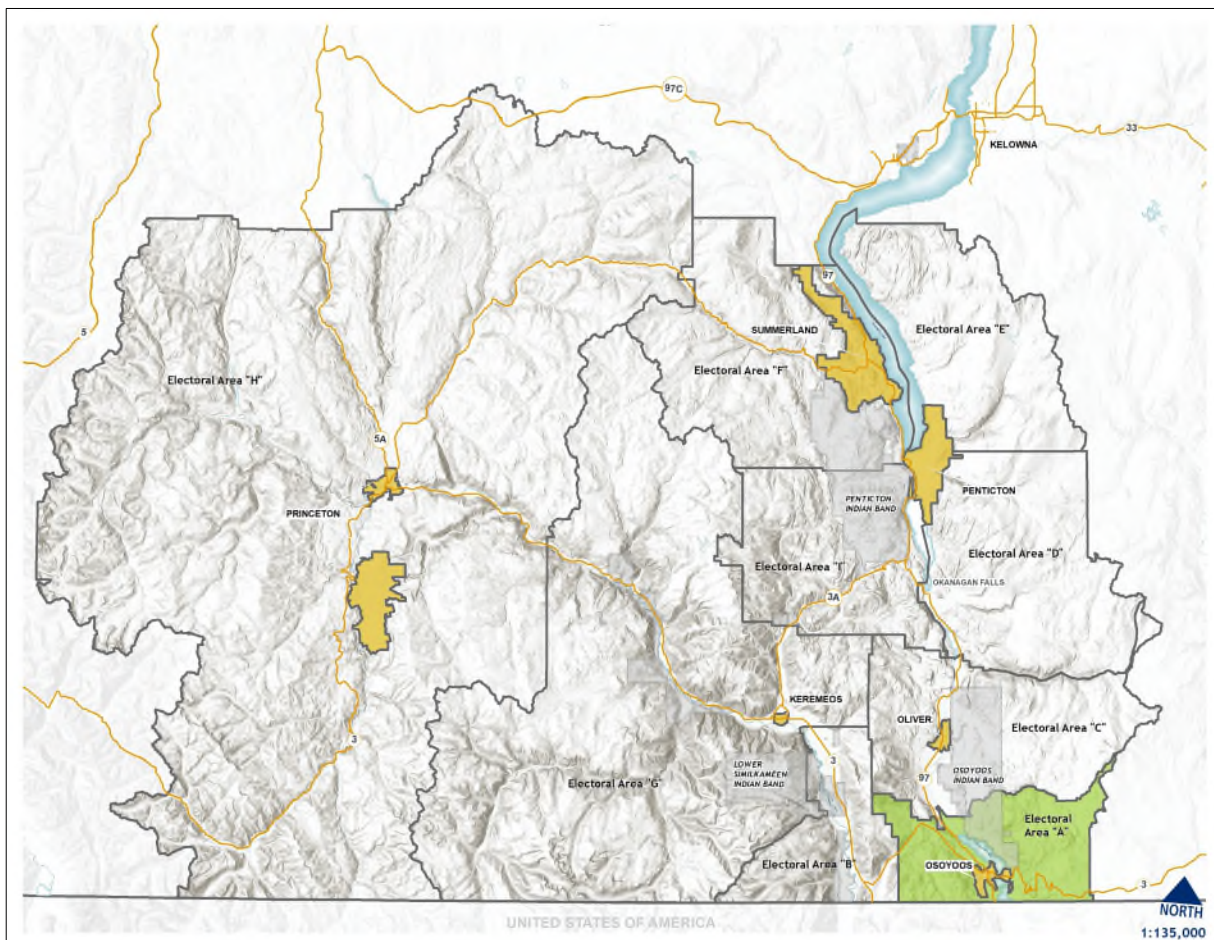 97C
KELOWNA
33
97
SUMMERLAND
Electoral Area "E"
5
Electoral Area "H"
Electoral Area "F"
5A
PRINCETON
PENTICTON
INDIAN BAND
PENTICTON
Electoral Area "D"
Electoral Area "I"
OKANAGAN FALLS
3A
KEREMEOS
OLIVER
Electoral Area "C"
3
3
LOWER
SIMILKAMEEN
INDIAN BAND
97
OSOYOOS
INDIAN BAND
Electoral Area "G"
Electoral
Area "A"
Electoral Area "B"
OSOYOOS
3
NORTH
UNITED STATES OF AMERICA
1:135,000